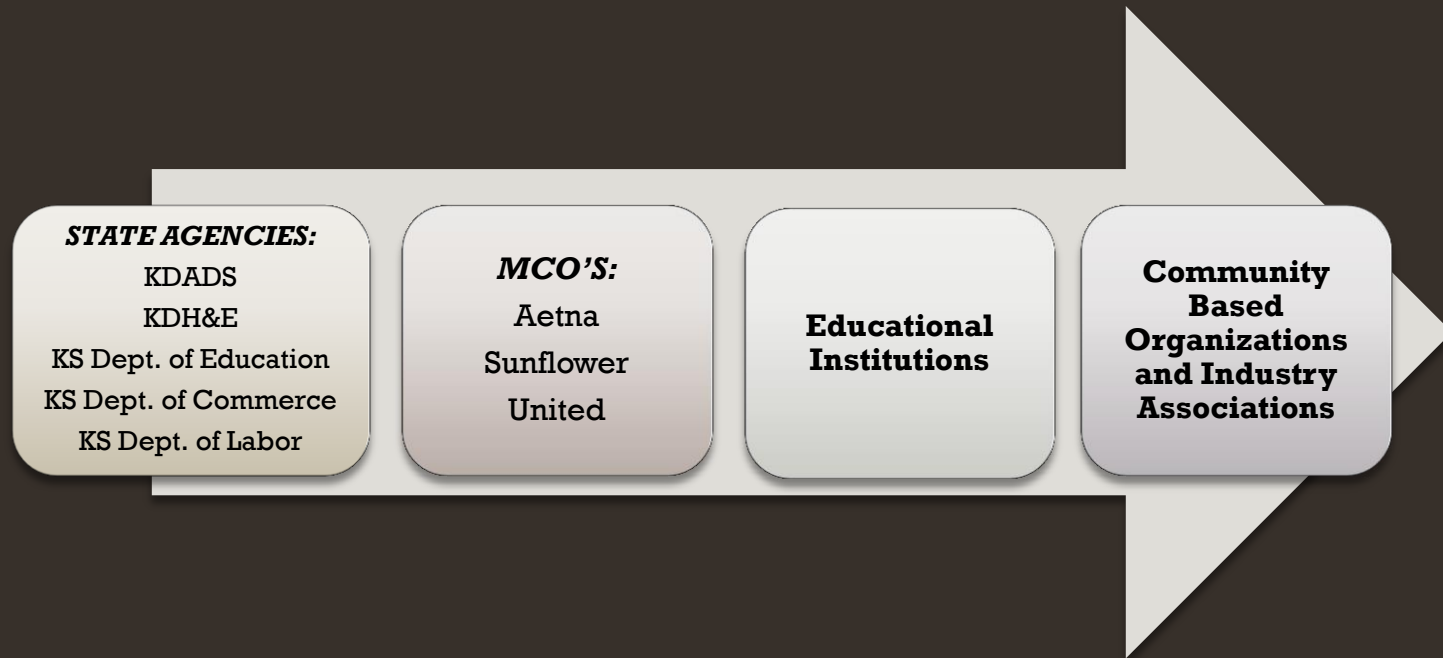 STATE AGENCIES:
KDADS
KDH&E
KS Dept. of Education
KS Dept. of Commerce
KS Dept. of Labor
MCO’S:
Aetna
Sunflower
United
Educational
Institutions
Community
Based
Organizations
and Industry
Associations